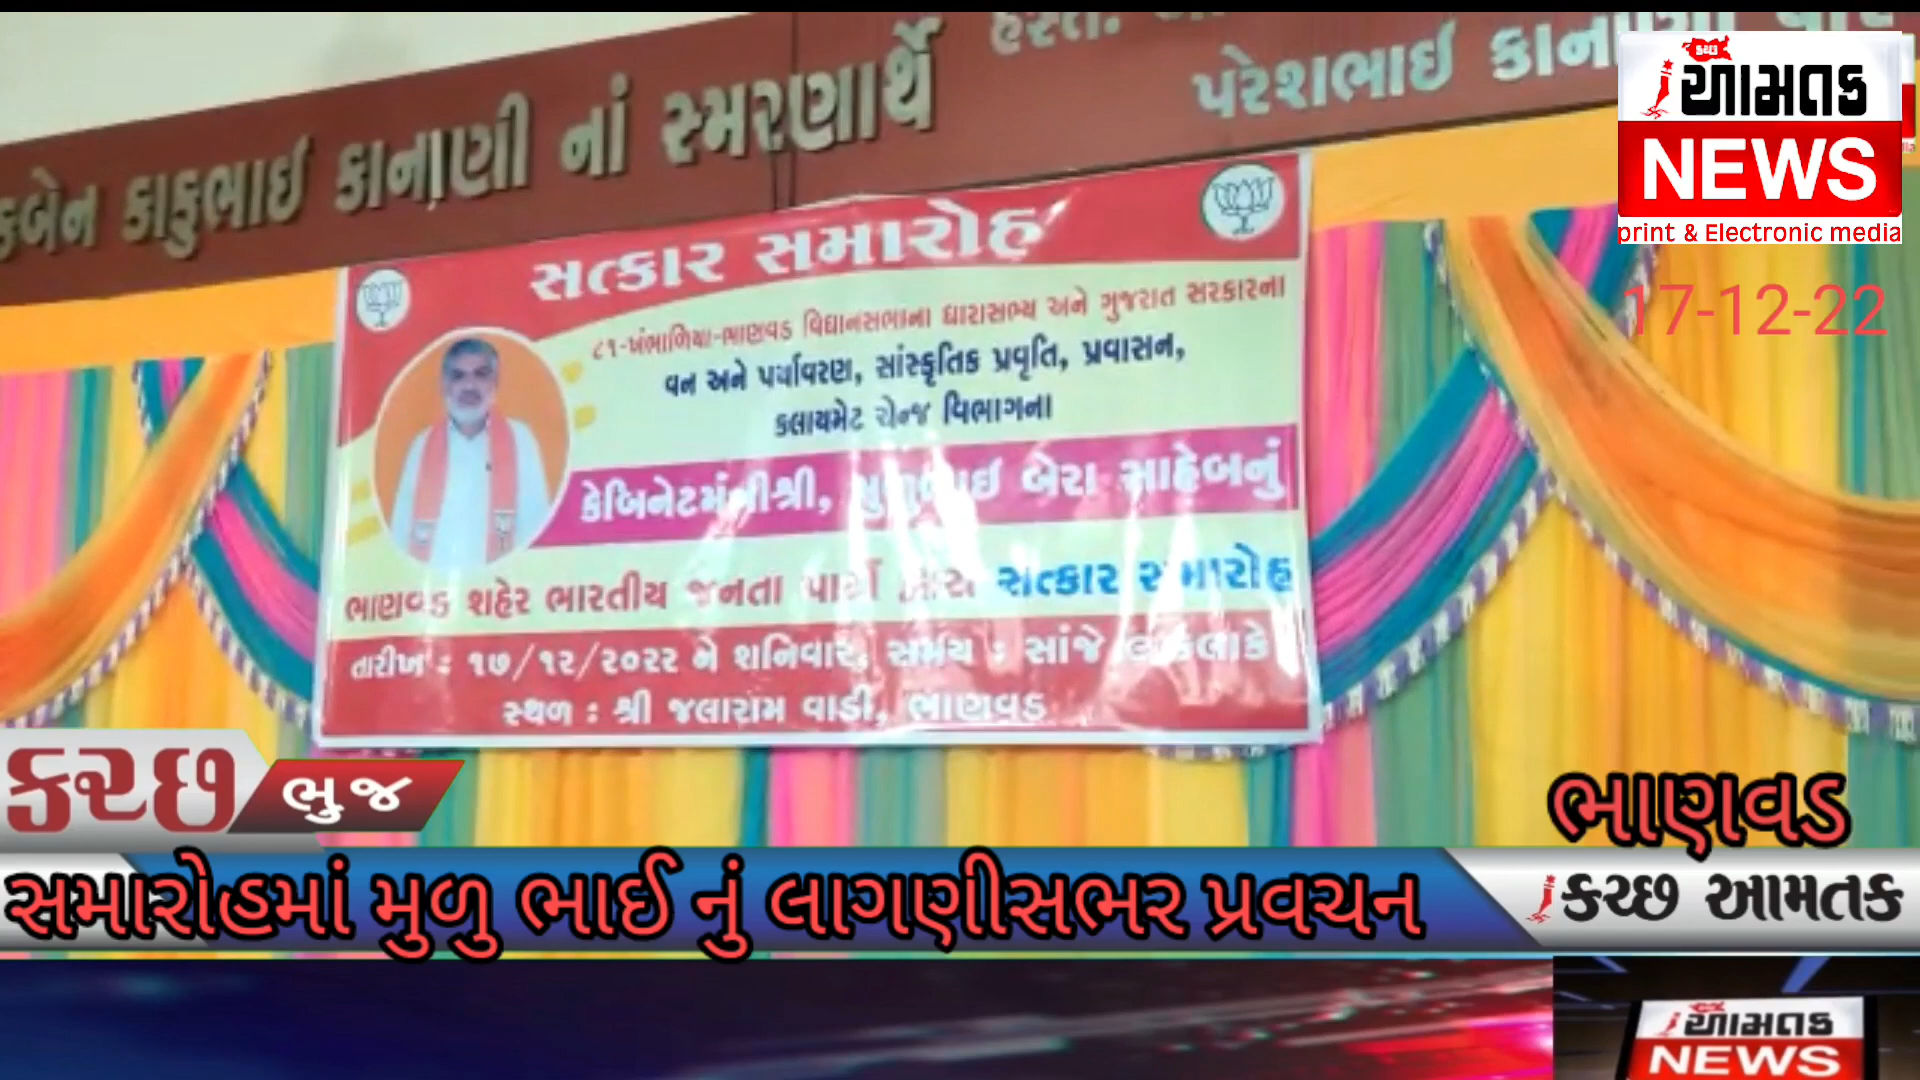 હસ્તે.
કાકુભાઈ કાનાણી નાં સ્મરણાર્થે
પરેશભાઈ
કચ્છ
આમતક
NEWS
print & Electronic media
17-12-22
સત્કાર સમારોહ
૮૧-ખંભાળિયા-ભાણવડ વિધાનસભાના ધારાસભ્ય અને ગુજરાત સરકારના
વન અને પર્યાવરણ, સાંસ્કૃતિક પ્રવૃતિ, પ્રવાસન,
કલાયમેટ ચેન્જ વિભાગના
કેબિનેટમંત્રીશ્રી, મુળુભાઈ બેરા સાહેબનું
ભાણવડ શહેર ભારતીય જનતા પાર્ટી દ્વારા સત્કાર સમારોહ
તારીખ : ૧૭/૧૨/૨૦૨૨ ને શનિવાર, સમય : સાંજે
સ્થળ : શ્રી જલારામ વાડી, ભાણવડ
કચ્છ
ભુજ
ભાણવડ
સમારોહમાં મુળુ ભાઈ નું લાગણીસભર પ્રવચન
કચ્છ આમતક
આમતક
NEWS